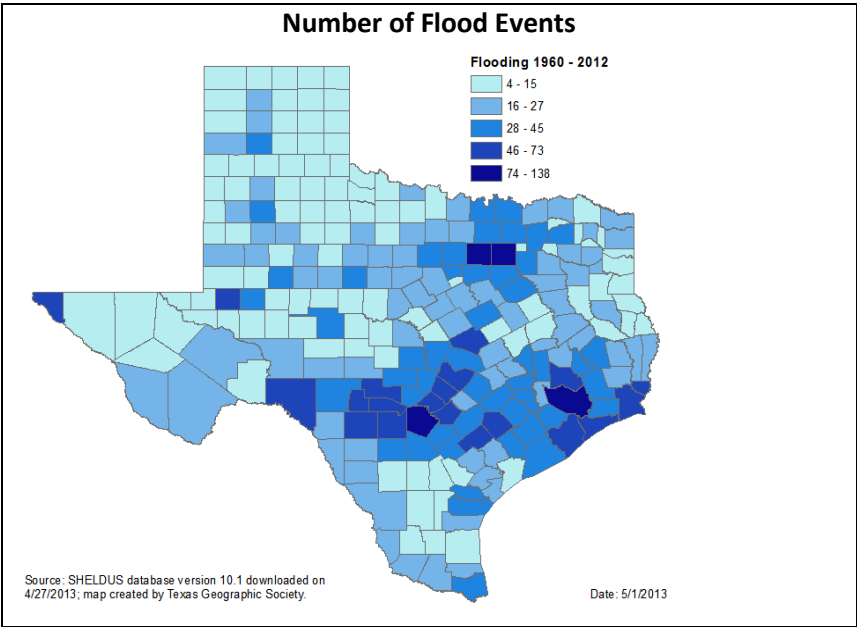 Number of Flood Events
Flooding 1960 - 2012
4 - 15
16 - 27
28 - 45
46 - 73
74 - 138
Source: SHELDUS database version 10.1 downloaded on
4/27/2013; map created by Texas Geographic Society.
Date: 5/1/2013